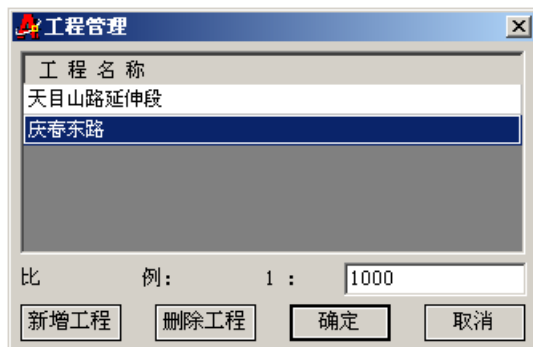 工程管理
工 程 名 称
天目山路延伸段
庆春东路
比 例: 1 : 1000
新增工程 删除工程 确定 取消